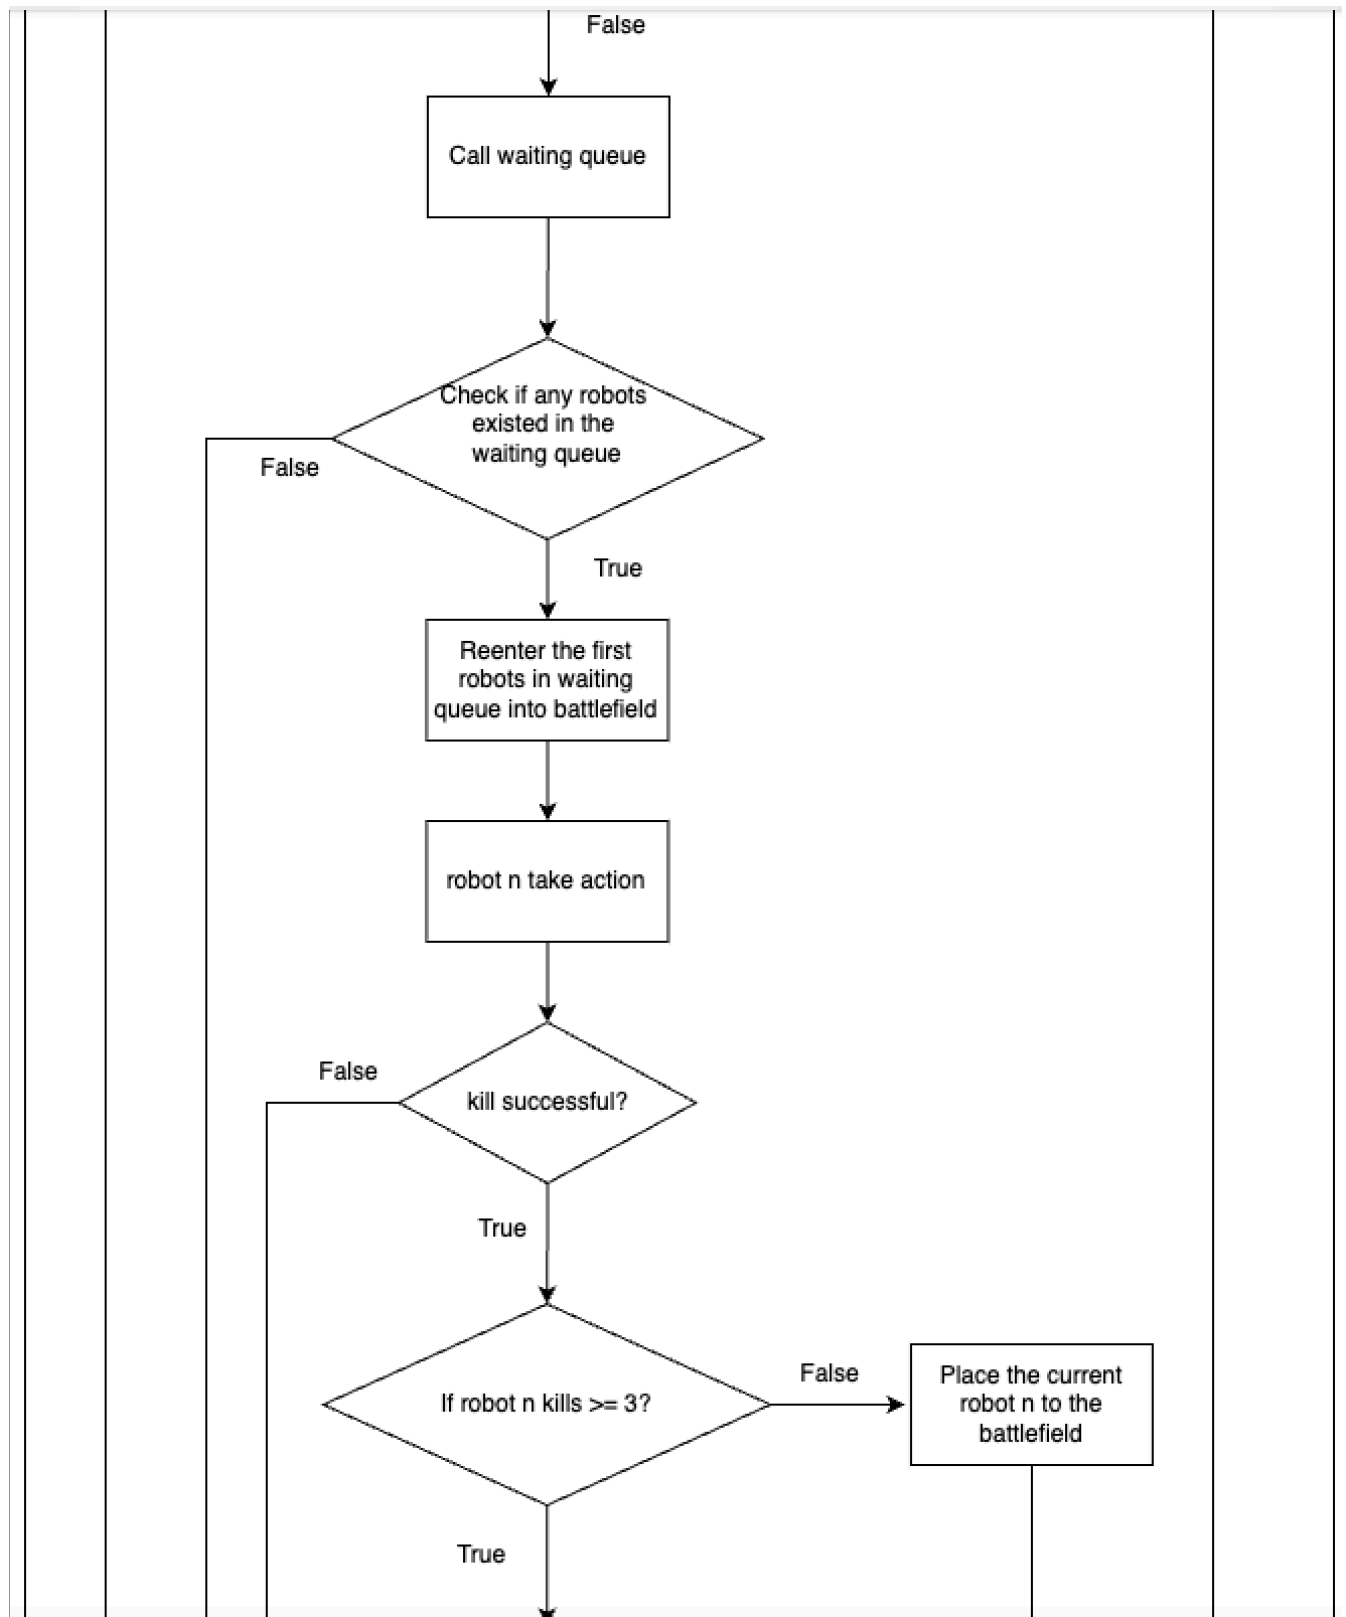 False
Call waiting queue
Check if any robots
existed in the
waiting queue
False
True
Reenter the first
robots in waiting
queue into battlefield
robot n take action
False
kill successful?
True
False
If robot n kills >= 3?
Place the current
robot n to the
battlefield
True